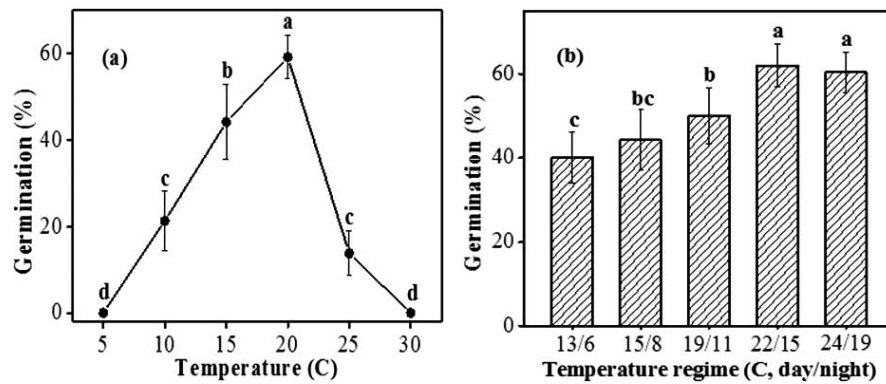 (a)
a
b
c
c
d
d
60
40
20
0
Germination (%)
5 10 15 20 25 30
Temperature (C)
(b)
a
a
b
bc
c
60
40
20
0
Germination (%)
13/6 15/8 19/11 22/15 24/19
Temperature regime (C, day/night)